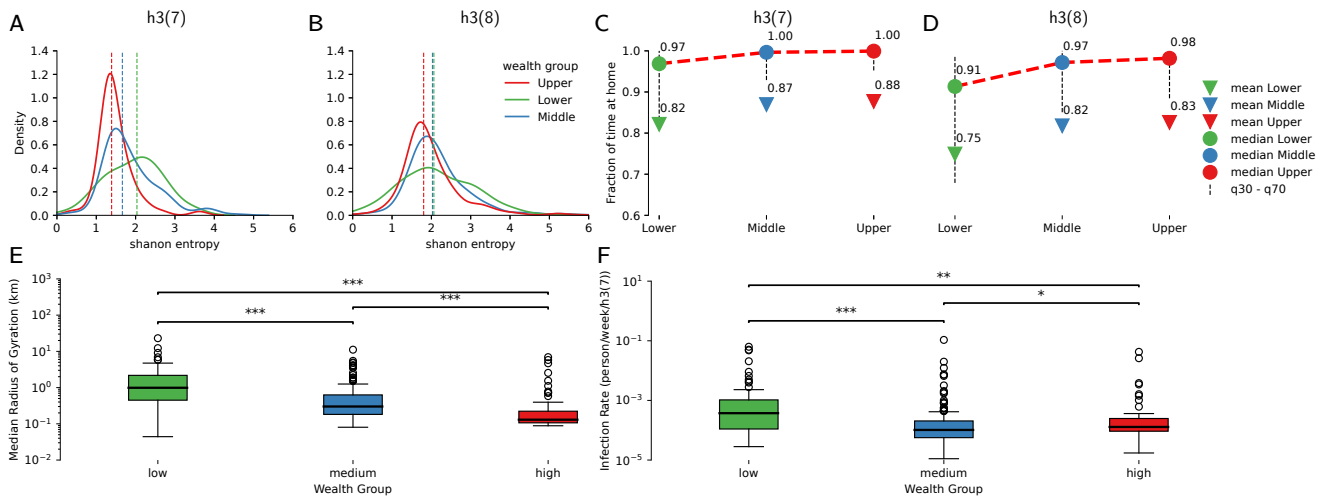 A
h3(7)
1.4
1.2
1.0
0.8
0.6
0.4
0.2
0.0
Density
0
1
2
3
4
5
6
shanon entropy
B
h3(8)
1.4
1.2
1.0
0.8
0.6
0.4
0.2
0.0
wealth group
Upper
Lower
Middle
0
1
2
3
4
5
6
shanon entropy
C
h3(7)
Fraction of time at home
1.0
0.9
0.8
0.7
0.6
0.97
1.00
1.00
0.82
0.87
0.88
Lower
Middle
Upper
D
h3(8)
0.91
0.97
0.98
0.75
0.82
0.83
Lower
Middle
Upper
mean Lower
mean Middle
mean Upper
median Lower
median Middle
median Upper
q30 - q70
E
Median Radius of Gyration (km)
10³
10²
10¹
10⁰
10⁻¹
10⁻²
***
***
***
low
medium
high
Wealth Group
F
Infection Rate (person/week/h3(7))
10⁻¹
10⁻¹
10⁻³
10⁻⁵
**
*
***
low
medium
high
Wealth Group